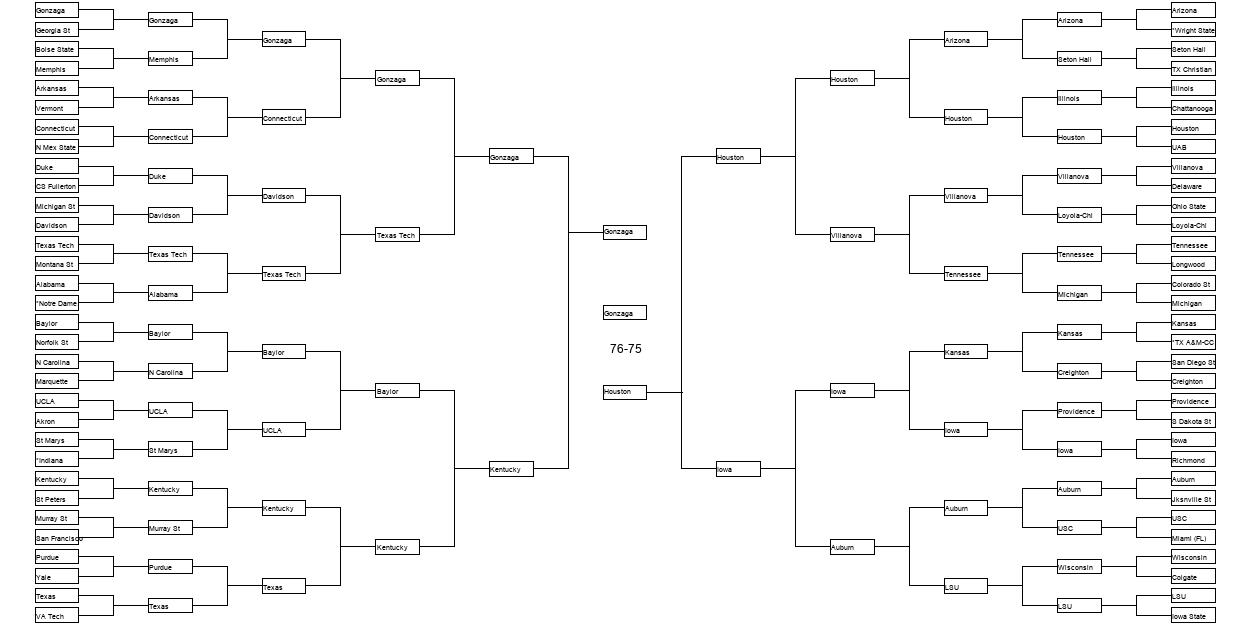 Gonzaga
Georgia St
Boise State
Memphis
Arkansas
Vermont
Connecticut
N Mex State
Duke
CS Fullerton
Michigan St
Davidson
Texas Tech
Montana St
Alabama
*Notre Dame
Baylor
Norfolk St
N Carolina
Marquette
UCLA
Akron
St Marys
*Indiana
Kentucky
St Peters
Murray St
San Francisco
Purdue
Yale
Texas
VA Tech
Gonzaga
Memphis
Arkansas
Connecticut
Duke
Davidson
Texas Tech
Alabama
Baylor
N Carolina
UCLA
St Marys
Kentucky
Murray St
Purdue
Texas
Gonzaga
Connecticut
Davidson
Texas Tech
Baylor
UCLA
Kentucky
Texas
Gonzaga
Texas Tech
Baylor
Kentucky
Gonzaga
Kentucky
Gonzaga
Gonzaga
76-75
Houston
Houston
Iowa
Houston
Villanova
Iowa
Auburn
Arizona
Houston
Villanova
Tennessee
Kansas
Iowa
Auburn
LSU
Arizona
Seton Hall
Illinois
Houston
Villanova
Loyola-Chi
Tennessee
Michigan
Kansas
Creighton
Providence
Iowa
Auburn
USC
Wisconsin
LSU
Arizona
*Wright State
Seton Hall
TX Christian
Illinois
Chattanooga
Houston
UAB
Villanova
Delaware
Ohio State
Loyola-Chi
Tennessee
Longwood
Colorado St
Michigan
Kansas
*TX A&M-CC
San Diego St
Creighton
Providence
S Dakota St
Iowa
Richmond
Auburn
Jksnville St
USC
Miami (FL)
Wisconsin
Colgate
LSU
Iowa State